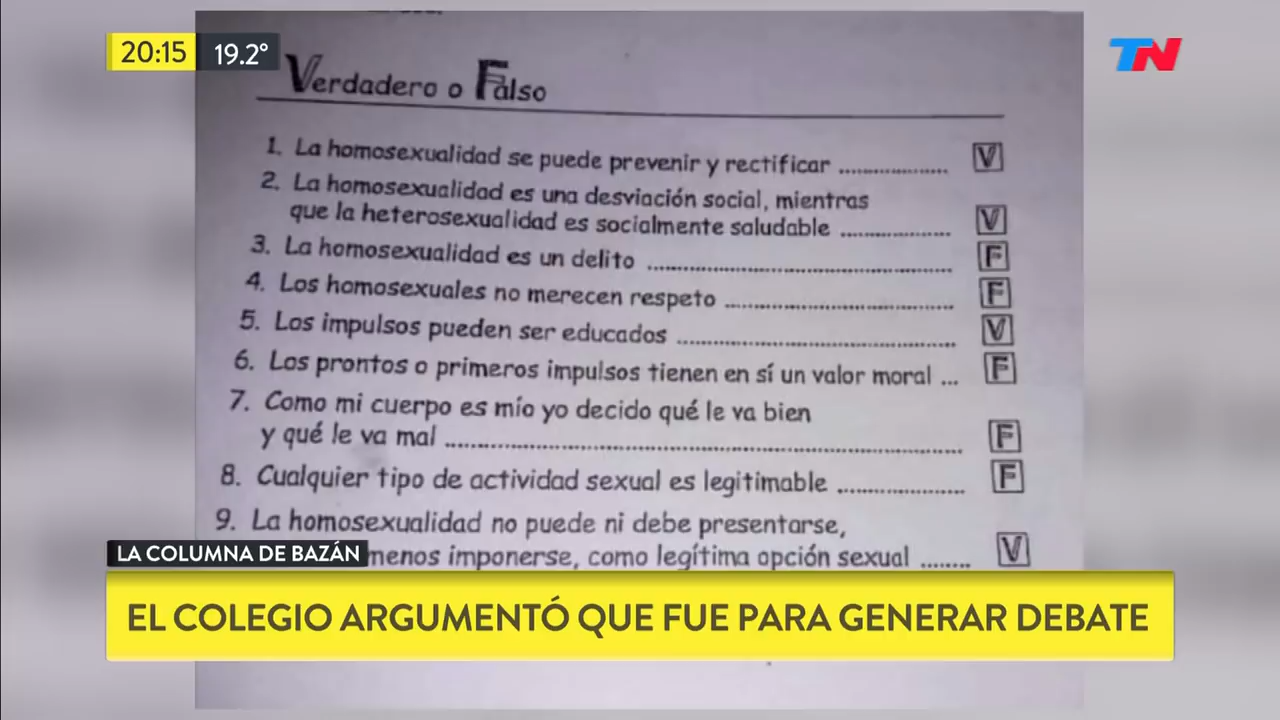 20:15 19.2°
TN
Verdadero o Falso
1. La homosexualidad se puede prevenir y rectificar .................. V
2. La homosexualidad es una desviación social, mientras
que la heterosexualidad es socialmente saludable .................. V
3. La homosexualidad es un delito .................. F
4. Los homosexuales no merecen respeto .................. F
5. Los impulsos pueden ser educados .................. V
6. Los prontos o primeros impulsos tienen en sí un valor moral ... F
7. Como mi cuerpo es mío yo decido qué le va bien
y qué le va mal .................. F
8. Cualquier tipo de actividad sexual es legitimable .................. F
9. La homosexualidad no puede ni debe presentarse,
menos imponerse, como legítima opción sexual ........ V
LA COLUMNA DE BAZÁN
EL COLEGIO ARGUMENTÓ QUE FUE PARA GENERAR DEBATE